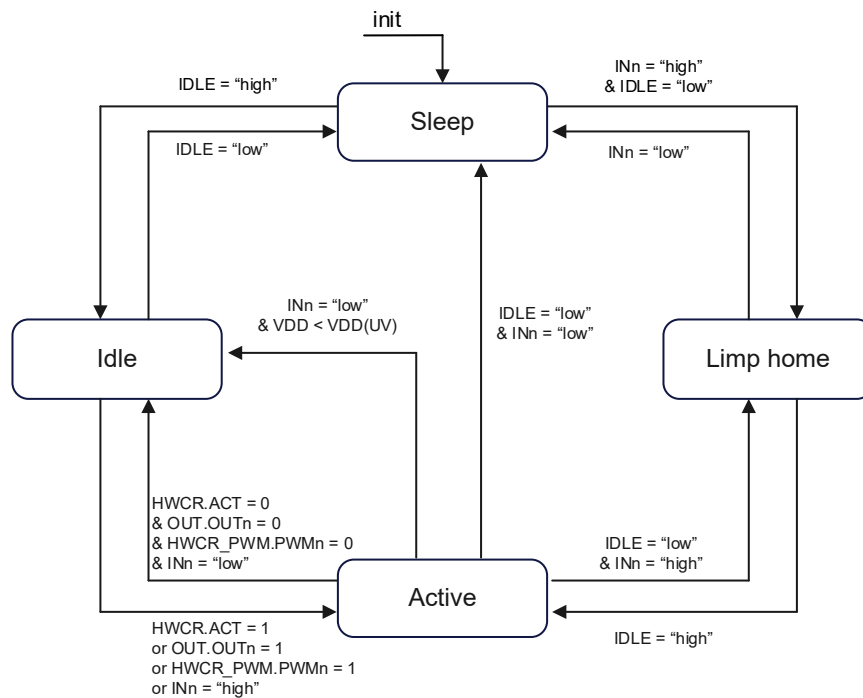 init
IDLE = “high”
INn = “high”
& IDLE = “low”
Sleep
IDLE = “low”
INn = “low”
INn = “low”
& VDD < VDD(UV)
IDLE = “low”
& INn = “low”
Idle
Limp home
HWCR.ACT = 0
& OUT.OUTn = 0
& HWCR_PWM.PWMn = 0
& INn = “low”
IDLE = “low”
& INn = “high”
Active
HWCR.ACT = 1
or OUT.OUTn = 1
or HWCR_PWM.PWMn = 1
or INn = “high”
IDLE = “high”